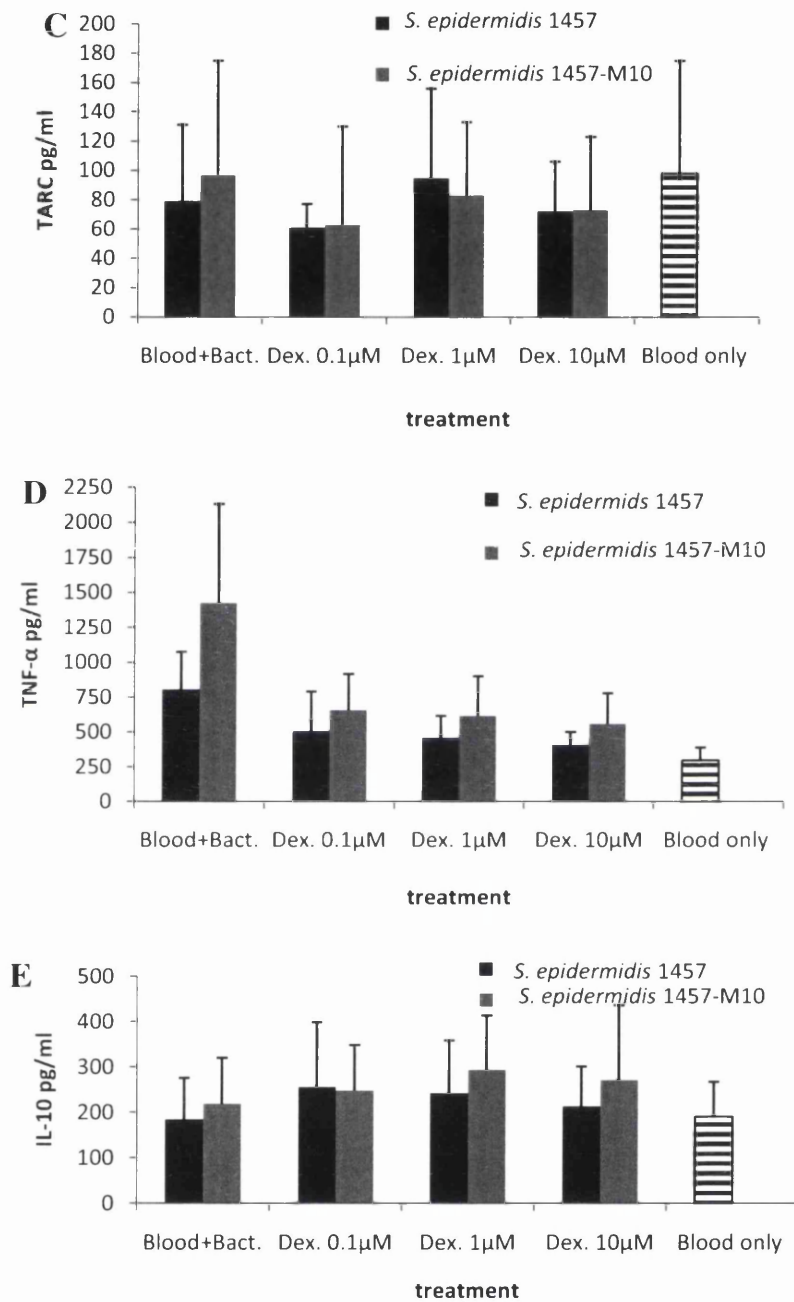 C
TARC pg/ml
200
180
160
140
120
100
80
60
40
20
0
S. epidermidis 1457
S. epidermidis 1457-M10
Blood+Bact. Dex. 0.1µM Dex. 1µM Dex. 10µM Blood only
treatment
D
TNF-α pg/ml
2250
2000
1750
1500
1250
1000
750
500
250
0
S. epidermids 1457
S. epidermidis 1457-M10
Blood+Bact. Dex. 0.1µM Dex. 1µM Dex. 10µM Blood only
treatment
E
IL-10 pg/ml
500
400
300
200
100
0
S. epidermidis 1457
S. epidermidis 1457-M10
Blood+Bact. Dex. 0.1µM Dex. 1µM Dex. 10µM Blood only
treatment